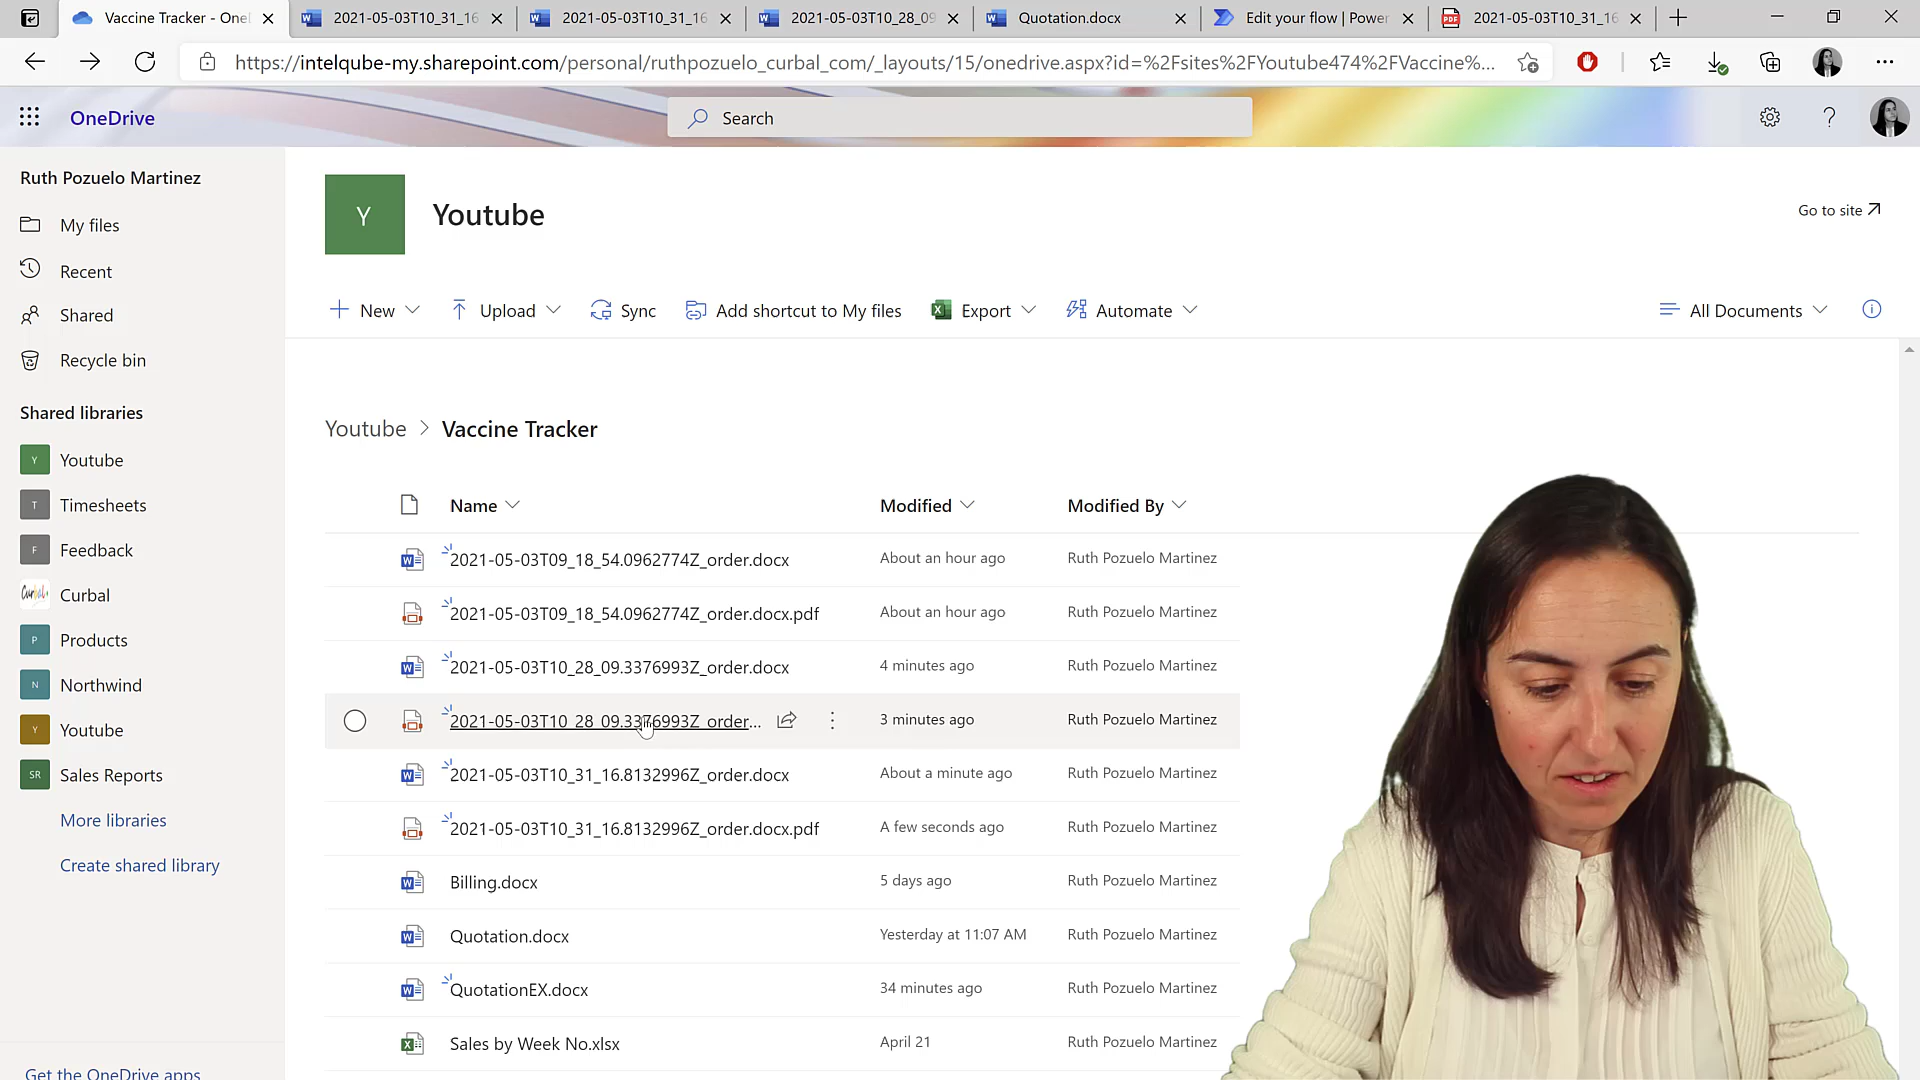 Vaccine Tracker - One
2021-05-03T10_31_16
2021-05-03T10_31_16
2021-05-03T10_28_09
Quotation.docx
Edit your flow | Power
PDF
2021-05-03T10_31_16
https://intelqube-my.sharepoint.com/personal/ruthpozuelo_curbal_com/_layouts/15/onedrive.aspx?id=%2Fsites%2FYoutube474%2FVaccine%...
OneDrive
Search
Ruth Pozuelo Martinez
My files
Recent
Shared
Recycle bin
Shared libraries
Y Youtube
T Timesheets
F Feedback
Curbal Curbal
P Products
N Northwind
Y Youtube
SR Sales Reports
More libraries
Create shared library
Get the OneDrive apps
Y
Youtube
Go to site
New
Upload
Sync
Add shortcut to My files
Export
Automate
All Documents
Youtube > Vaccine Tracker
Name Modified Modified By
2021-05-03T09_18_54.0962774Z_order.docx About an hour ago Ruth Pozuelo Martinez
2021-05-03T09_18_54.0962774Z_order.docx.pdf About an hour ago Ruth Pozuelo Martinez
2021-05-03T10_28_09.3376993Z_order.docx 4 minutes ago Ruth Pozuelo Martinez
2021-05-03T10_28_09.3376993Z_order... 3 minutes ago Ruth Pozuelo Martinez
2021-05-03T10_31_16.8132996Z_order.docx About a minute ago Ruth Pozuelo Martinez
2021-05-03T10_31_16.8132996Z_order.docx.pdf A few seconds ago Ruth Pozuelo Martinez
Billing.docx 5 days ago Ruth Pozuelo Martinez
Quotation.docx Yesterday at 11:07 AM Ruth Pozuelo Martinez
QuotationEX.docx 34 minutes ago Ruth Pozuelo Martinez
Sales by Week No.xlsx April 21 Ruth Pozuelo Martinez